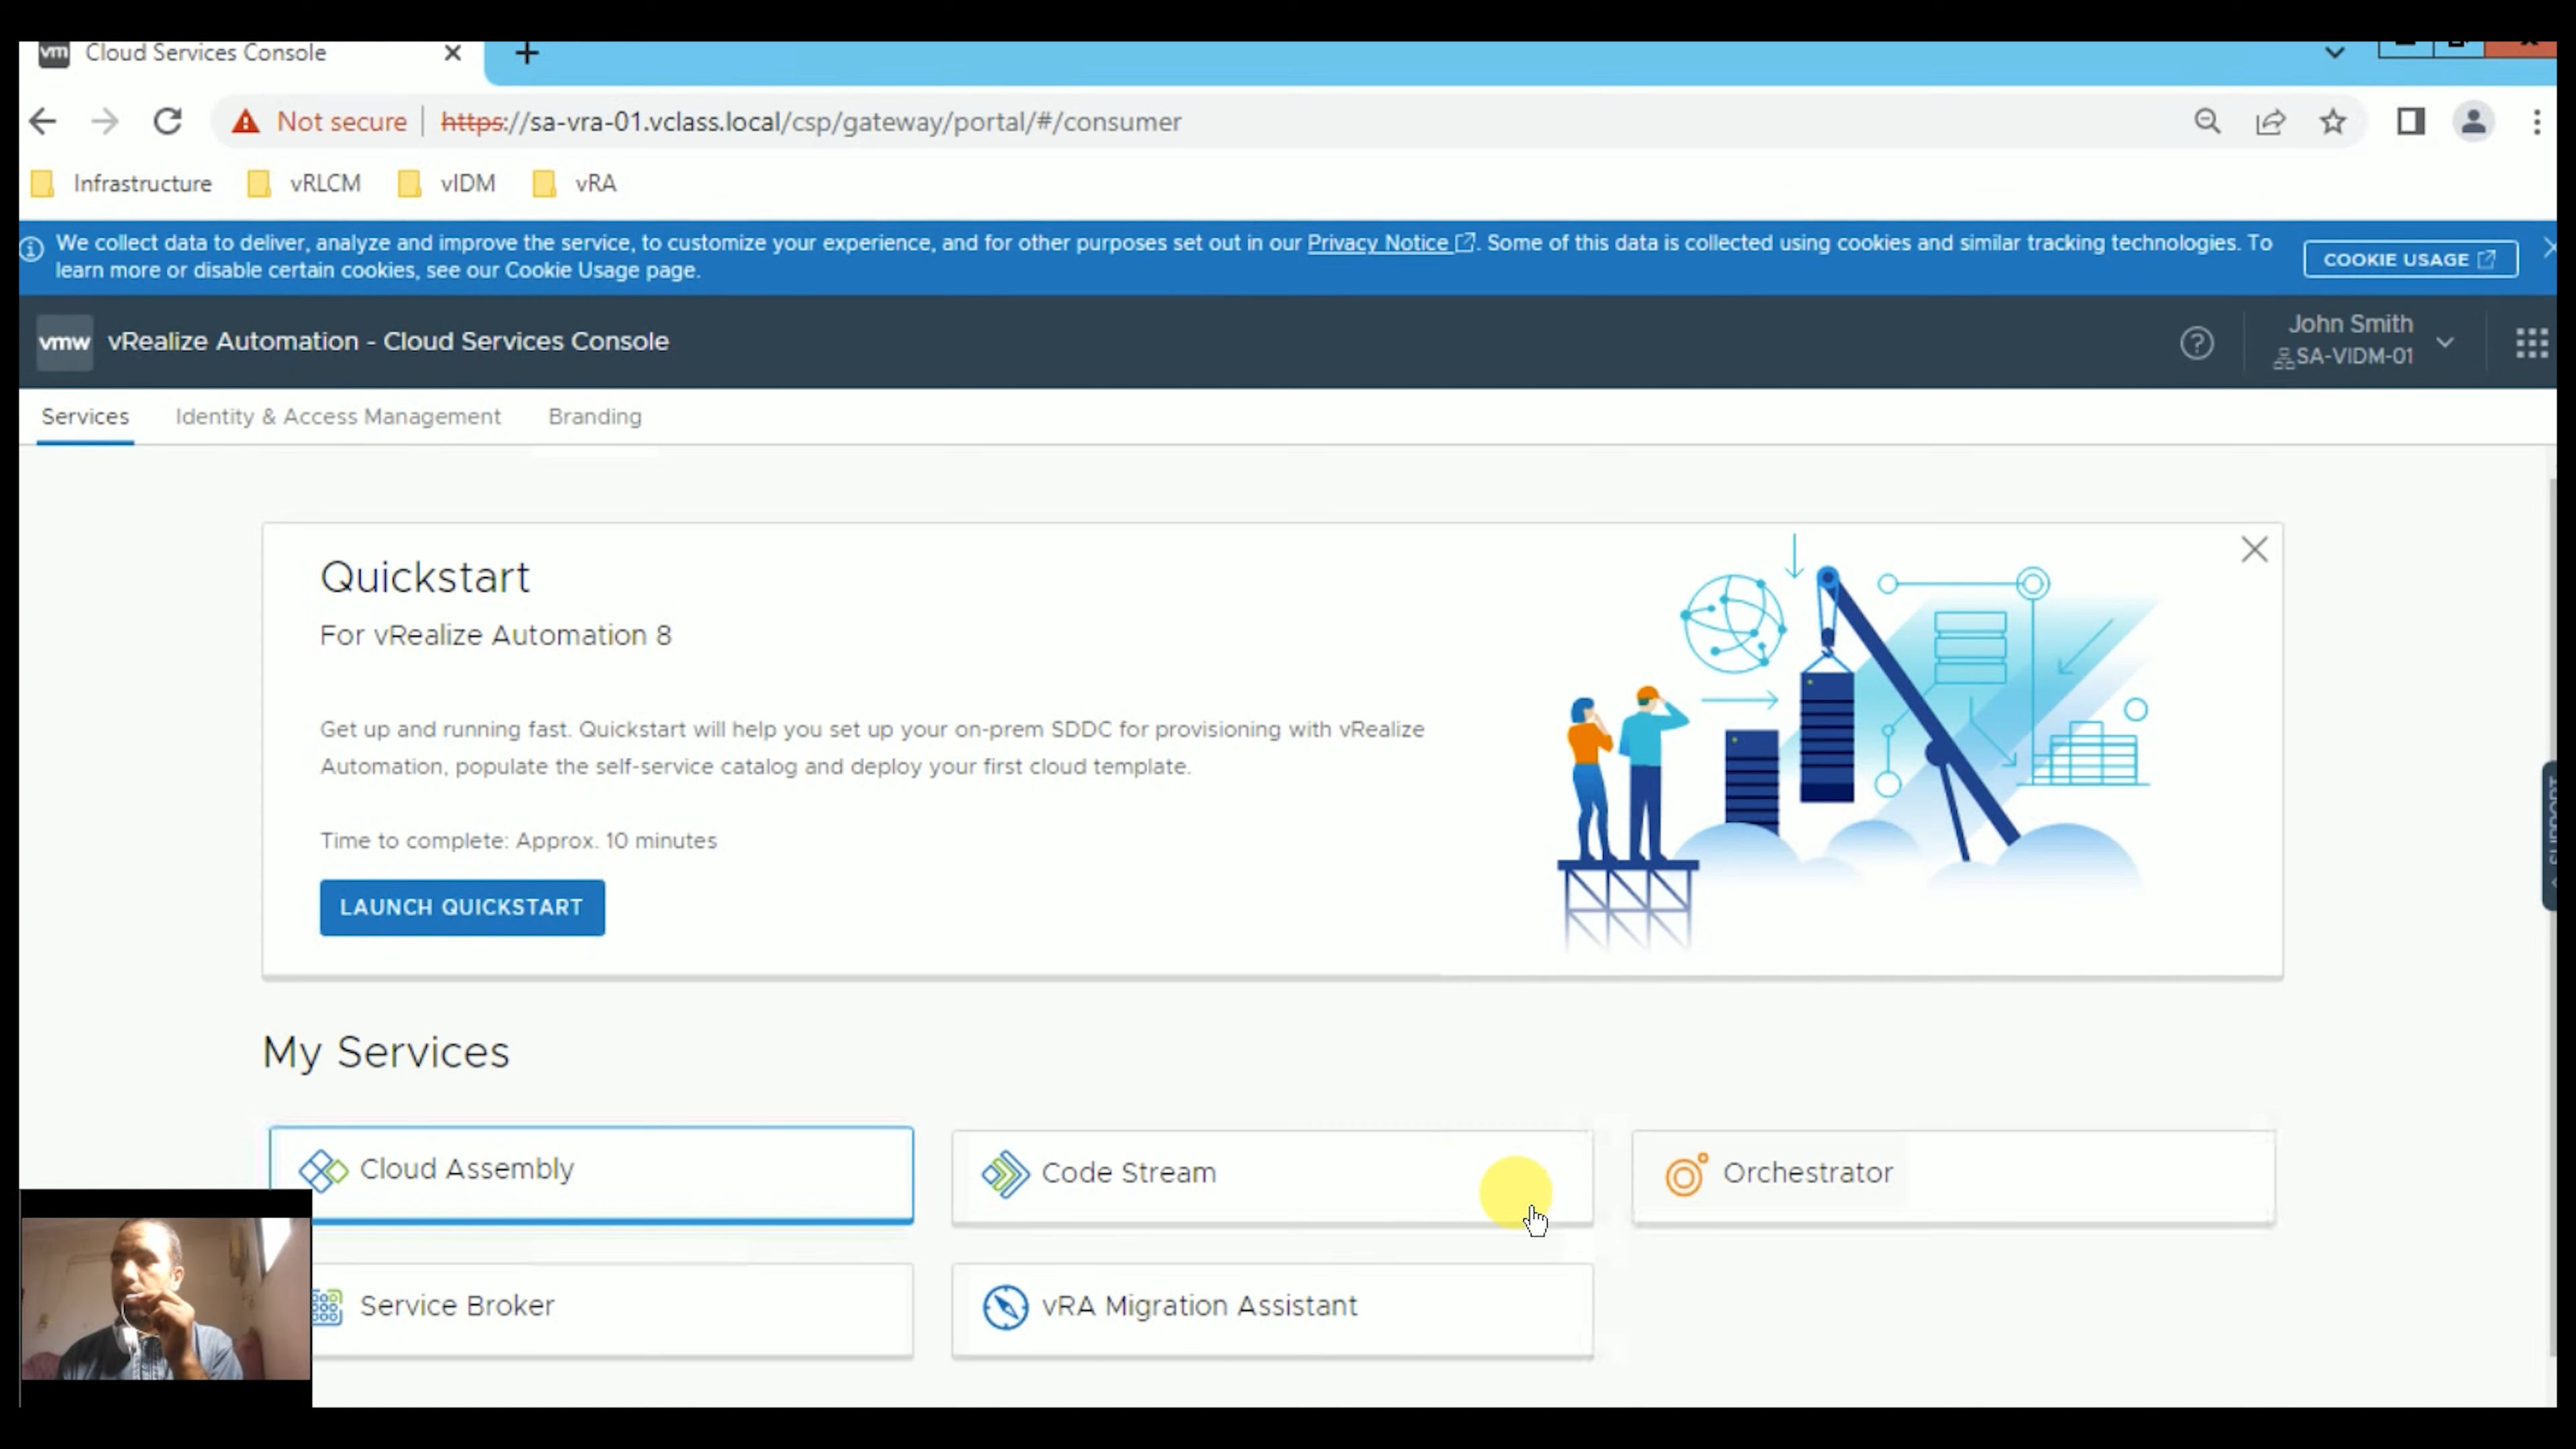 vm Cloud Services Console
Not secure https://sa-vra-01.vclass.local/csp/gateway/portal/#/consumer
Infrastructure vRLCM vIDM vRA
We collect data to deliver, analyze and improve the service, to customize your experience, and for other purposes set out in our Privacy Notice. Some of this data is collected using cookies and similar tracking technologies. To
learn more or disable certain cookies, see our Cookie Usage page.
COOKIE USAGE
vmw vRealize Automation - Cloud Services Console
John Smith
SA-VIDM-01
Services Identity & Access Management Branding
Quickstart
For vRealize Automation 8
Get up and running fast. Quickstart will help you set up your on-prem SDDC for provisioning with vRealize
Automation, populate the self-service catalog and deploy your first cloud template.
Time to complete: Approx. 10 minutes
LAUNCH QUICKSTART
SUPPORT
My Services
Cloud Assembly Code Stream Orchestrator
Service Broker vRA Migration Assistant